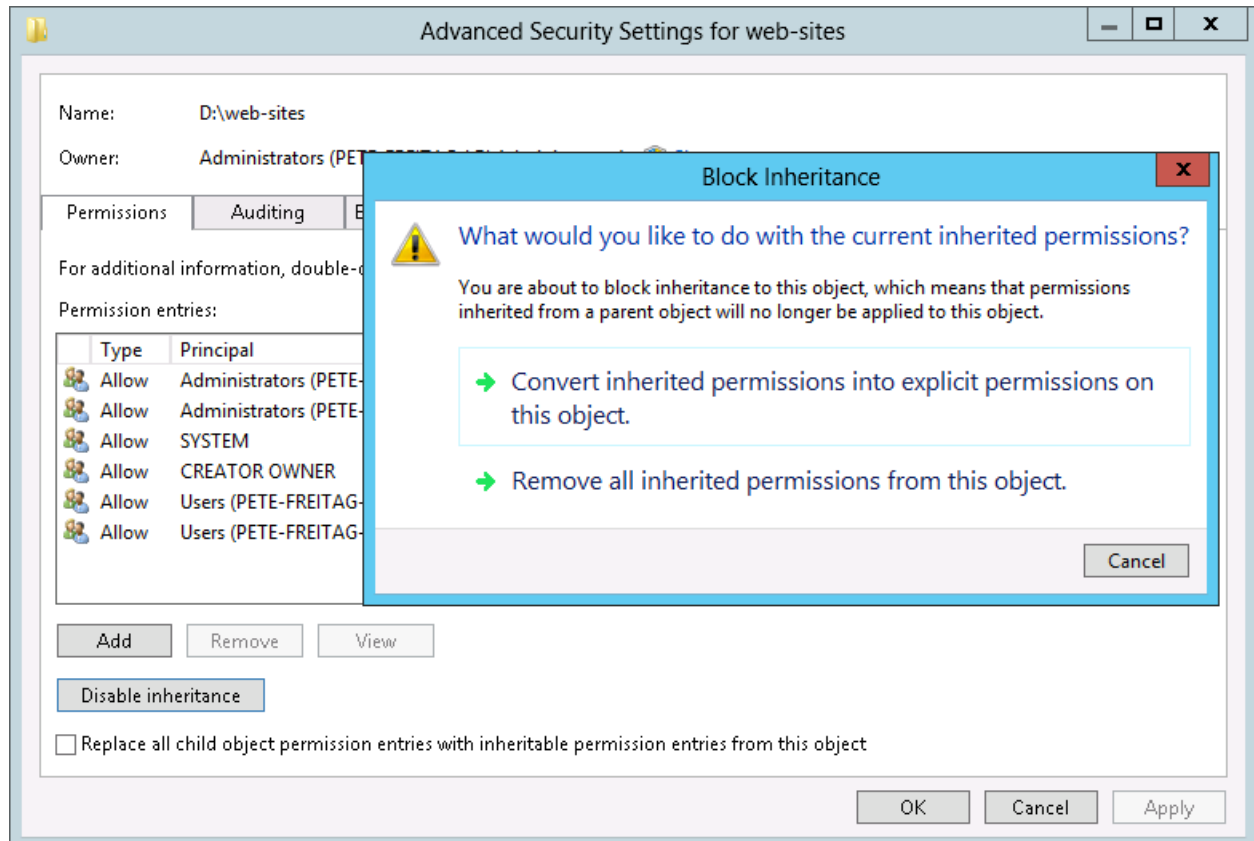 Advanced Security Settings for web-sites
Name: D:\web-sites
Owner: Administrators (PET
Block Inheritance
Permissions Auditing
What would you like to do with the current inherited permissions?
You are about to block inheritance to this object, which means that permissions
inherited from a parent object will no longer be applied to this object.
Convert inherited permissions into explicit permissions on
this object.
Remove all inherited permissions from this object.
Cancel
For additional information, double-
Permission entries:
Type Principal
Allow Administrators (PETE-
Allow Administrators (PETE-
Allow SYSTEM
Allow CREATOR OWNER
Allow Users (PETE-FREITAG-
Allow Users (PETE-FREITAG-
Add Remove View
Disable inheritance
Replace all child object permission entries with inheritable permission entries from this object
OK Cancel Apply